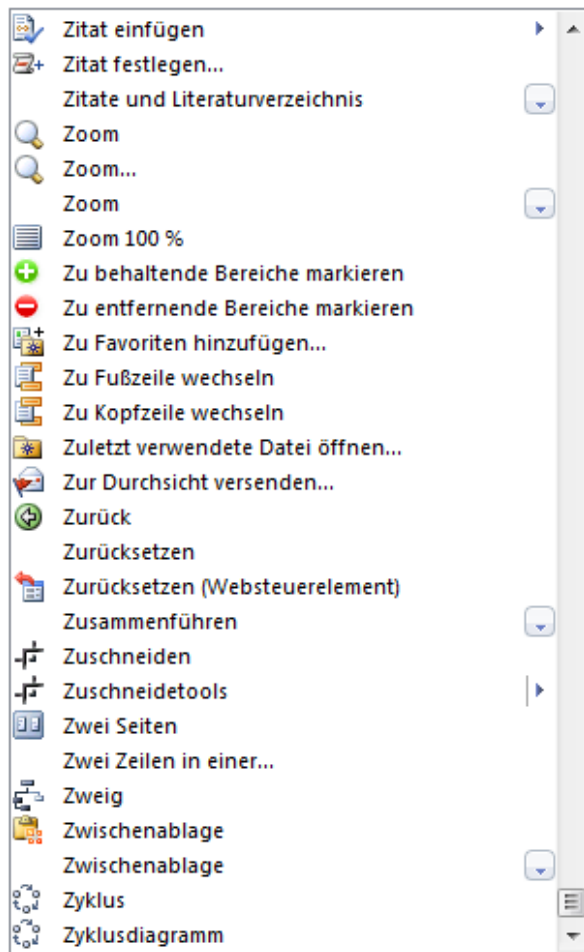 Zitat einfügen
Zitat festlegen...
Zitate und Literaturverzeichnis
Zoom
Zoom...
Zoom
Zoom 100 %
Zu behaltende Bereiche markieren
Zu entfernende Bereiche markieren
Zu Favoriten hinzufügen...
Zu Fußzeile wechseln
Zu Kopfzeile wechseln
Zuletzt verwendete Datei öffnen...
Zur Durchsicht versenden...
Zurück
Zurücksetzen
Zurücksetzen (Websteuerelement)
Zusammenführen
Zuschneiden
Zuschneidetools
Zwei Seiten
Zwei Zeilen in einer...
Zweig
Zwischenablage
Zwischenablage
Zyklus
Zyklusdiagramm